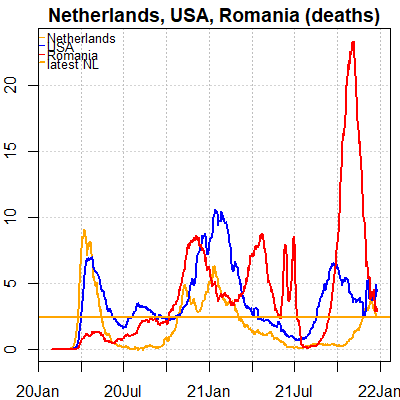 Netherlands, USA, Romania (deaths)
Netherlands
USA
Romania
latest NL
20
15
10
5
0
20Jan 20Jul 21Jan 21Jul 22Jan